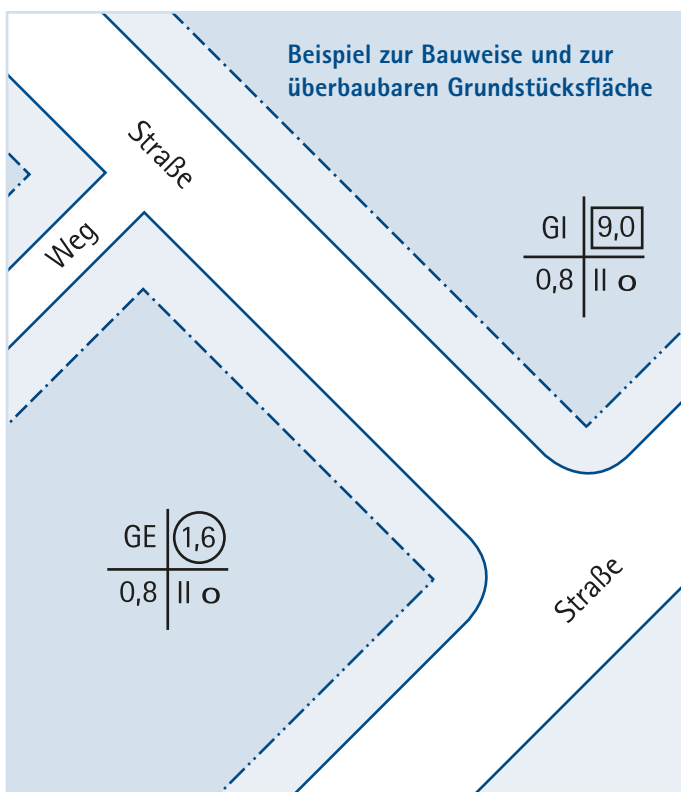 Beispiel zur Bauweise und zur
überbaubaren Grundstücksfläche
Straße
Weg
GI 9,0
0,8 II o
GE 1,6
0,8 II o
Straße